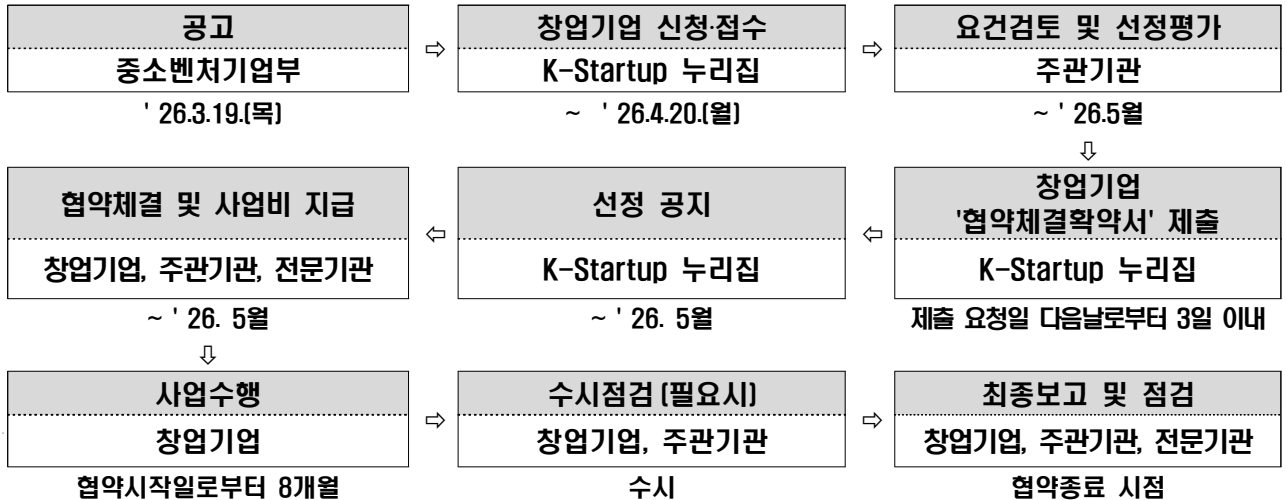 공고
중소벤처기업부
' 26.3.19.(목)
⇨
창업기업 신청·접수
K-Startup 누리집
~ ' 26.4.20.(월)
⇨
요건검토 및 선정평가
주관기관
~ ' 26.5월
⇩
창업기업
'협약체결확약서' 제출
K-Startup 누리집
제출 요청일 다음날로부터 3일 이내
⇦
선정 공지
K-Startup 누리집
~ ' 26. 5월
⇦
협약체결 및 사업비 지급
창업기업, 주관기관, 전문기관
~ ' 26. 5월
⇩
사업수행
창업기업
협약시작일로부터 8개월
⇨
수시점검(필요시)
창업기업, 주관기관
수시
⇨
최종보고 및 점검
창업기업, 주관기관, 전문기관
협약종료 시점